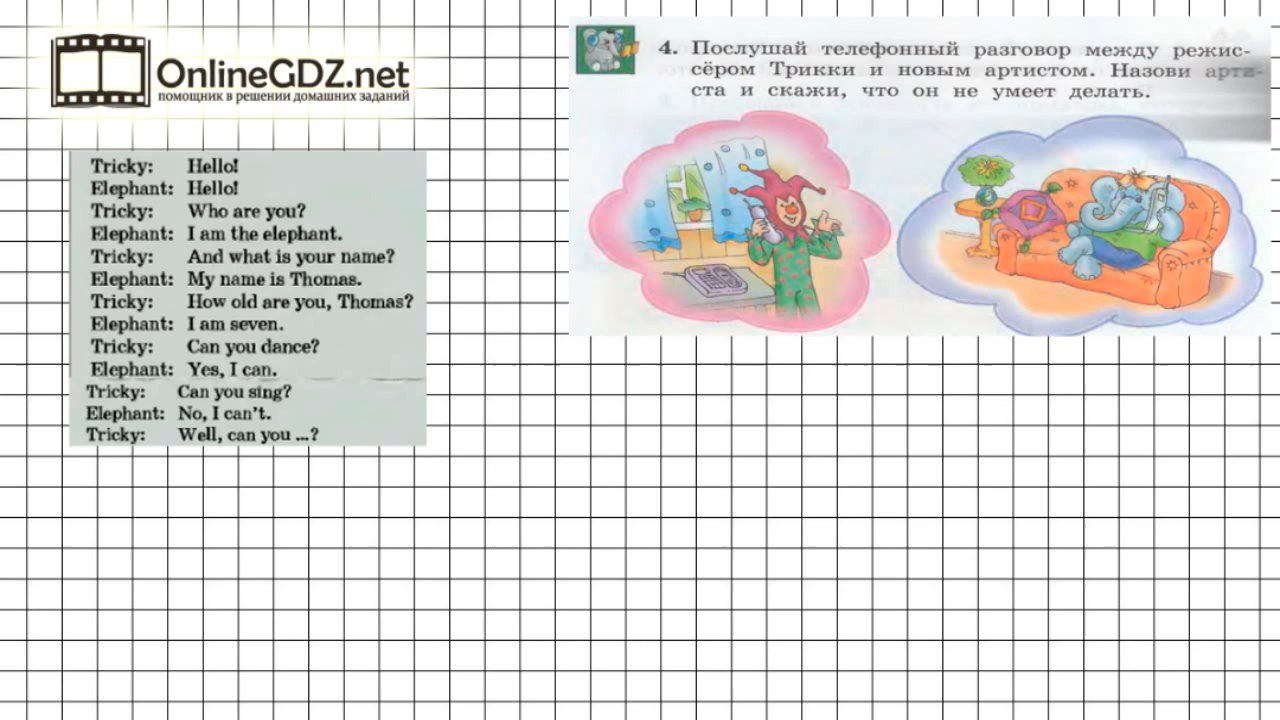 OnlineGDZ.net
помощник в решении домашних заданий
Tricky: Hello!
Elephant: Hello!
Tricky: Who are you?
Elephant: I am the elephant.
Tricky: And what is your name?
Elephant: My name is Thomas.
Tricky: How old are you, Thomas?
Elephant: I am seven.
Tricky: Can you dance?
Elephant: Yes, I can.
Tricky: Can you sing?
Elephant: No, I can't.
Tricky: Well, can you ...?
4. Послушай телефонный разговор между режис-
сёром Трикки и новым артистом. Назови арти-
ста и скажи, что он не умеет делать.